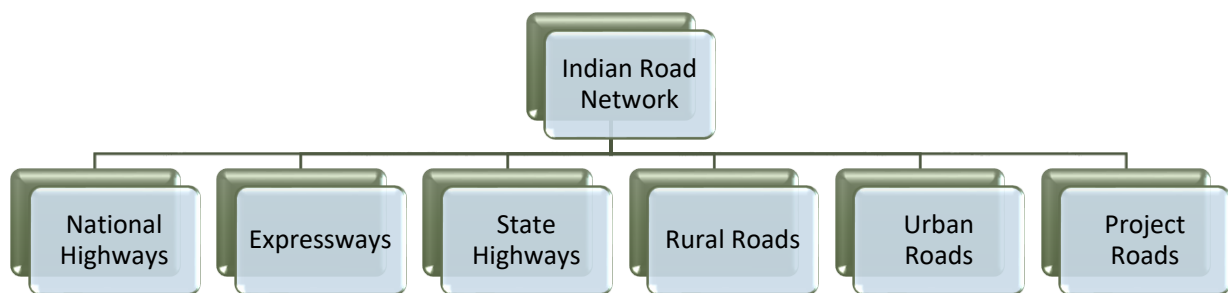 Indian Road
Network
National
Highways
Expressways
State
Highways
Rural Roads
Urban
Roads
Project
Roads